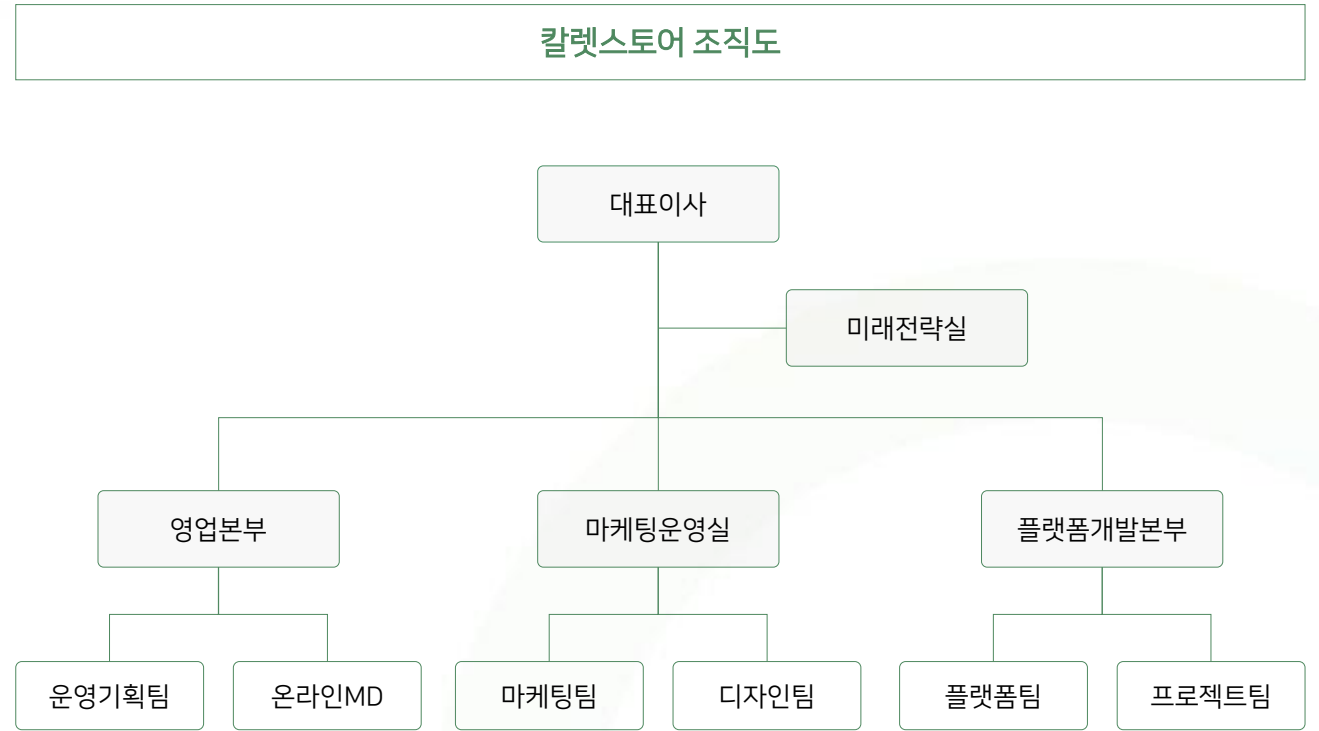 칼렛스토어 조직도
대표이사
미래전략실
영업본부
마케팅운영실
플랫폼개발본부
운영기획팀
온라인MD
마케팅팀
디자인팀
플랫폼팀
프로젝트팀